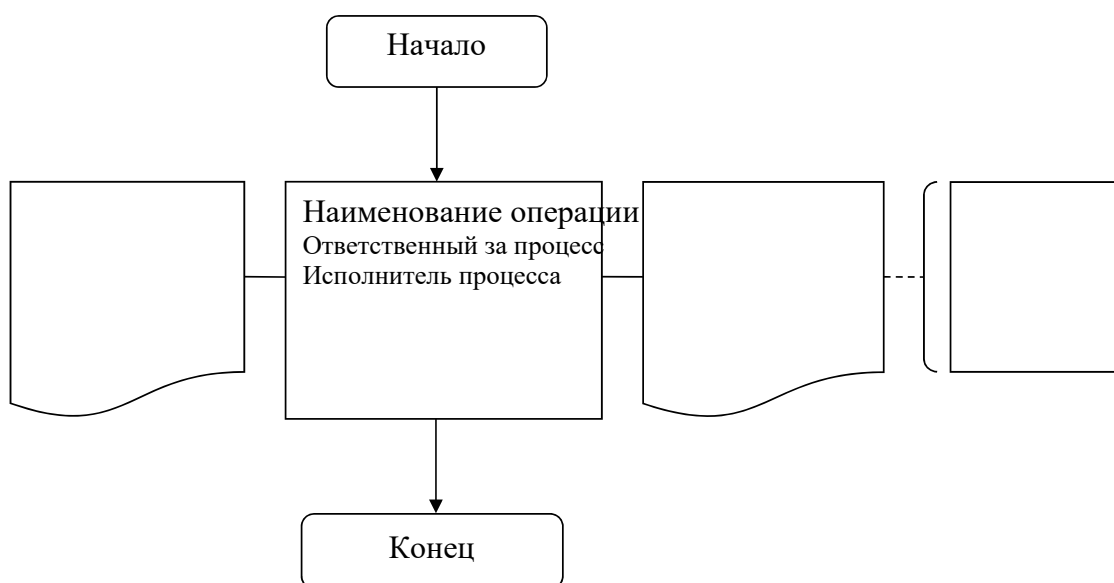 Начало
Наименование операции
Ответственный за процесс
Исполнитель процесса
Конец